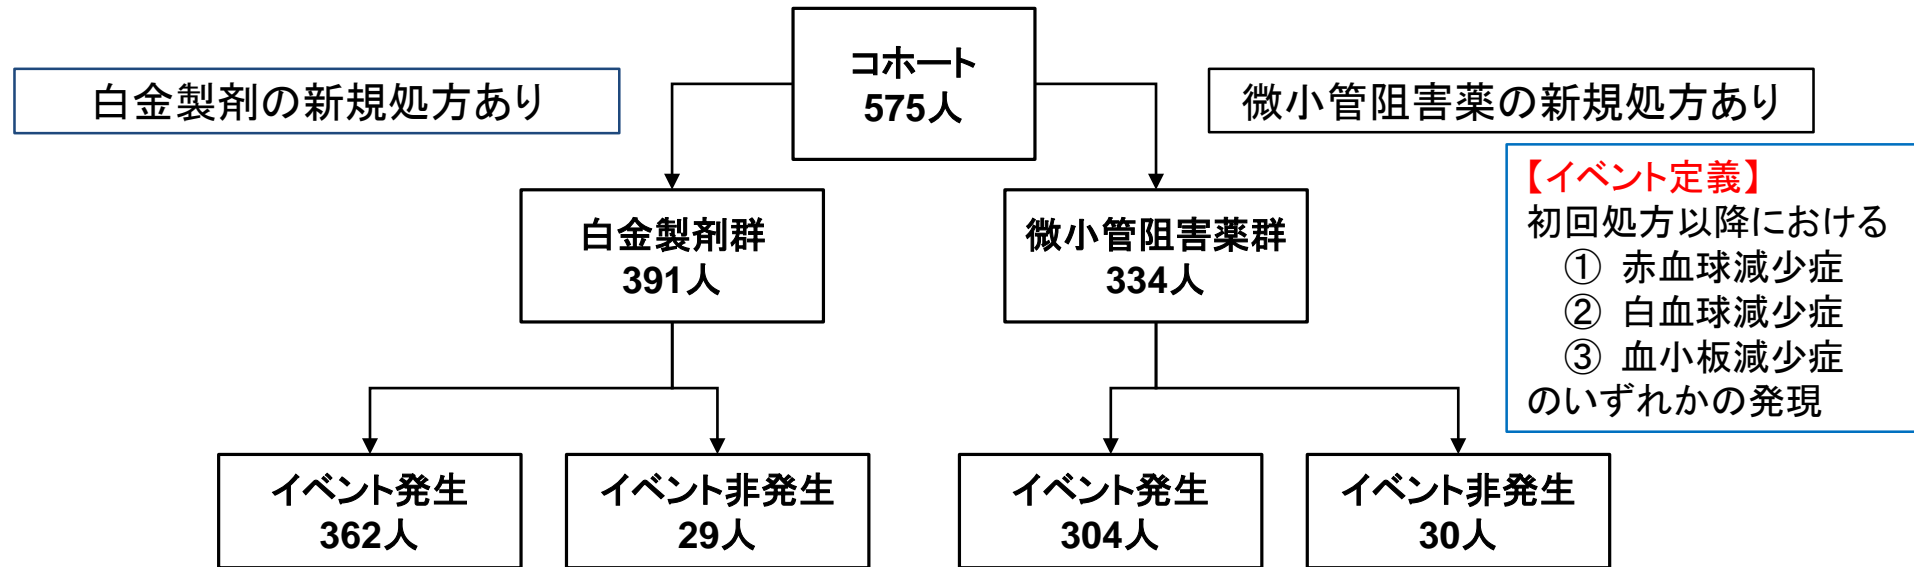 コホート
575人
白金製剤の新規処方あり
微小管阻害薬の新規処方あり
【イベント定義】
初回処方以降における
① 赤血球減少症
② 白血球減少症
③ 血小板減少症
のいずれかの発現
白金製剤群
391人
微小管阻害薬群
334人
イベント発生
362人
イベント非発生
29人
イベント発生
304人
イベント非発生
30人